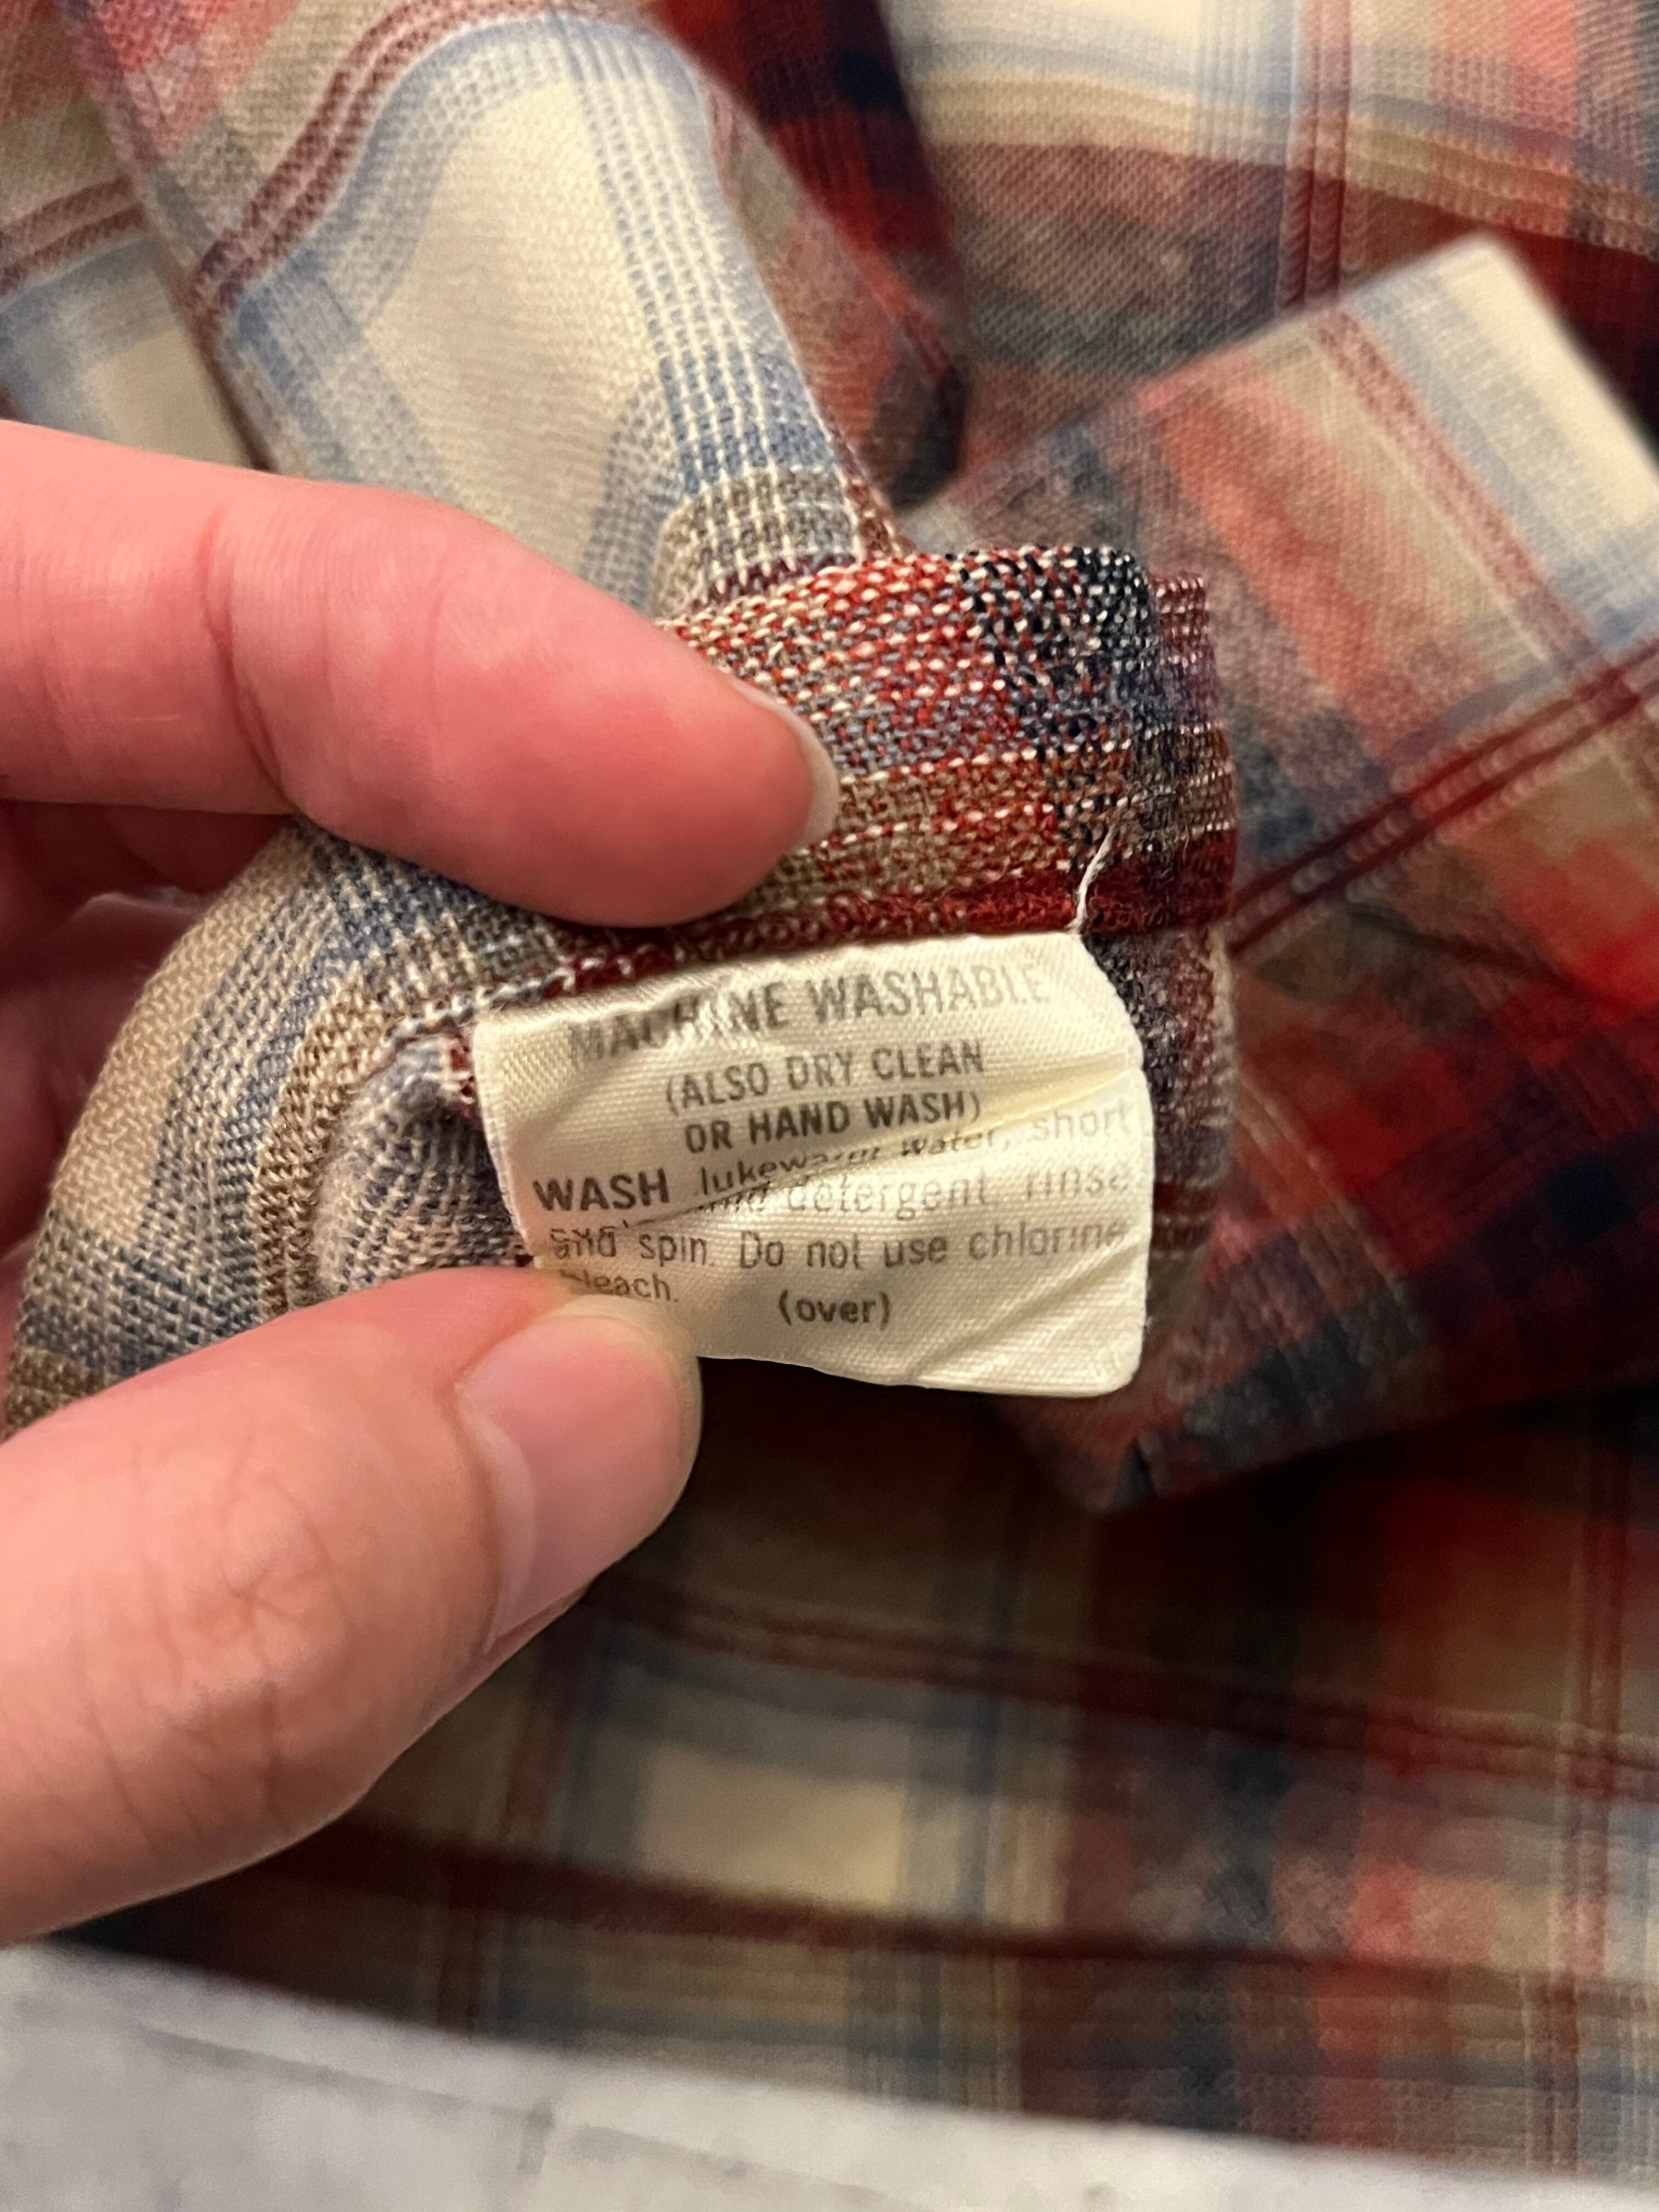 MACHINE WASHABLE
(ALSO DRY CLEAN
OR HAND WASH)
WASH lukewarm water, short
mild detergent rinse
and spin. Do not use chlorine
bleach.
(over)